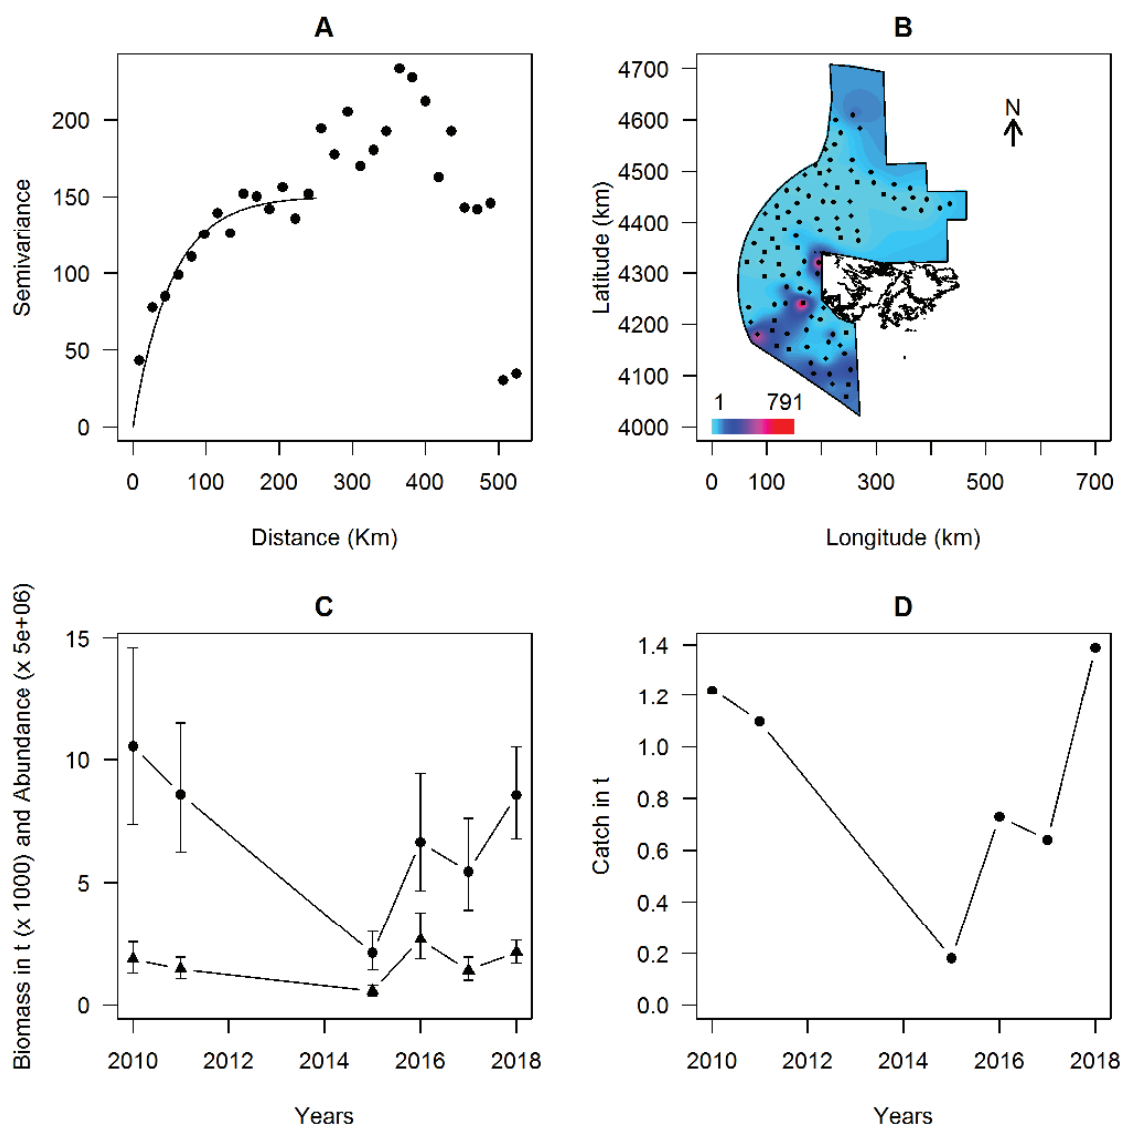 A
Semivariance
200
150
100
50
0
0 100 200 300 400 500
Distance (Km)
B
Latitude (km)
4700
4600
4500
4400
4300
4200
4100
4000
N
1 791
0 100 300 500 700
Longitude (km)
C
Biomass in t (x 1000) and Abundance (x 5e+06)
15
10
5
0
2010 2012 2014 2016 2018
Years
D
Catch in t
1.4
1.2
1.0
0.8
0.6
0.4
0.2
0.0
2010 2012 2014 2016 2018
Years